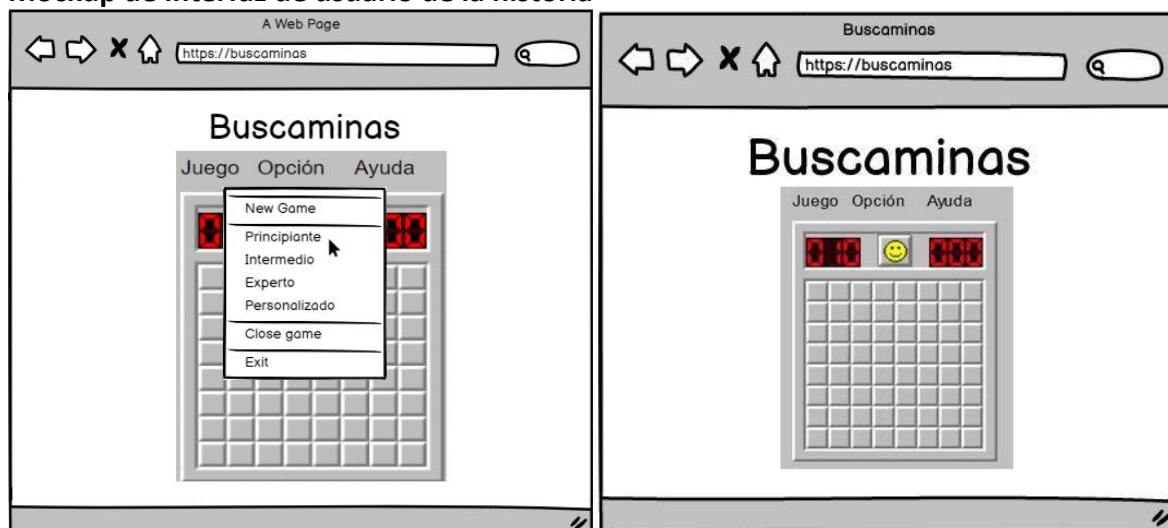 Mockup de interfaz de usuario de la historia
A Web Page
https://buscaminas
Buscaminas
Juego Opción Ayuda
New Game
Principiante
Intermedio
Experto
Personalizado
Close game
Exit
Buscaminas
https://buscaminas
Buscaminas
Juego Opción Ayuda